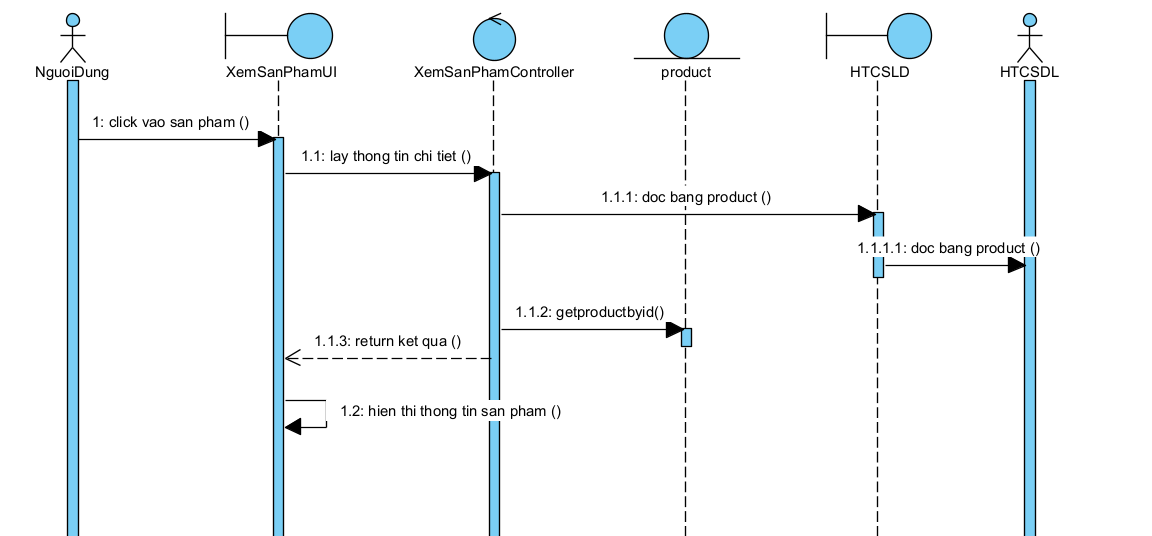 NguoiDung
XemSanPhamUI
XemSanPhamController
product
HTCSLD
HTCSDL
1: click vao san pham ()
1.1: lay thong tin chi tiet ()
1.1.1: doc bang product ()
1.1.1.1: doc bang product ()
1.1.2: getproductbyid()
1.1.3: return ket qua ()
1.2: hien thi thong tin san pham ()